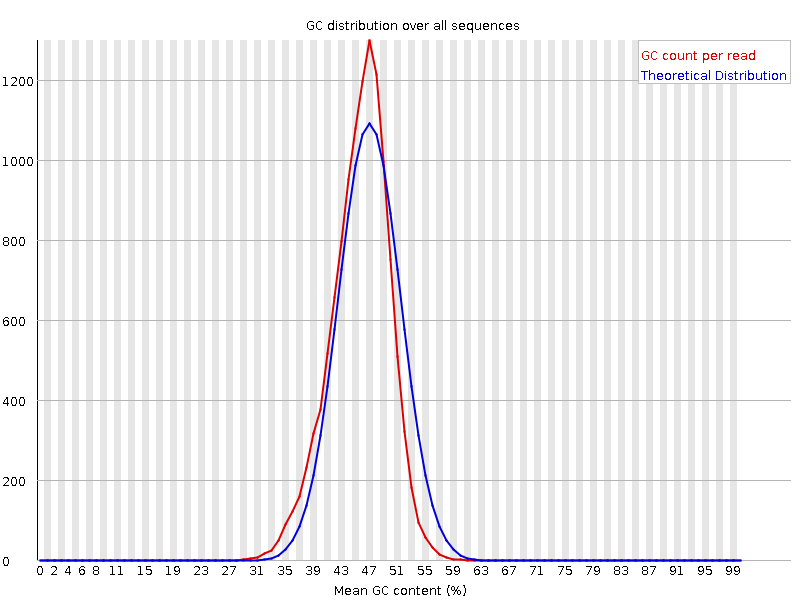 GC distribution over all sequences
GC count per read
Theoretical Distribution
1200
1000
800
600
400
200
0
0 2 4 6 8 11 15 19 23 27 31 35 39 43 47 51 55 59 63 67 71 75 79 83 87 91 95 99
Mean GC content (%)